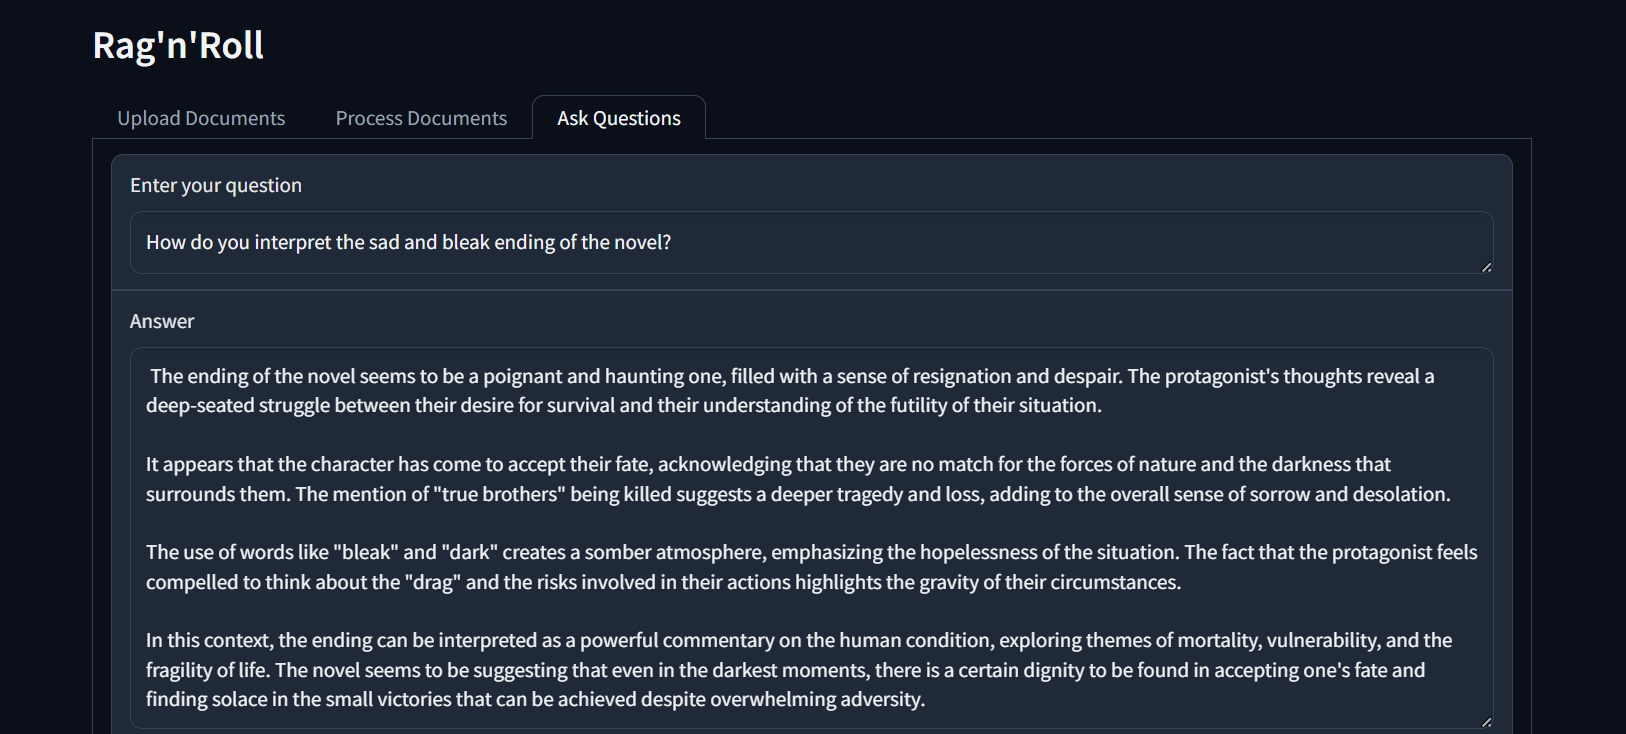 Rag'n'Roll
Upload Documents
Process Documents
Ask Questions
Enter your question
How do you interpret the sad and bleak ending of the novel?
Answer
The ending of the novel seems to be a poignant and haunting one, filled with a sense of resignation and despair. The protagonist's thoughts reveal a
deep-seated struggle between their desire for survival and their understanding of the futility of their situation.
It appears that the character has come to accept their fate, acknowledging that they are no match for the forces of nature and the darkness that
surrounds them. The mention of "true brothers" being killed suggests a deeper tragedy and loss, adding to the overall sense of sorrow and desolation.
The use of words like "bleak" and "dark" creates a somber atmosphere, emphasizing the hopelessness of the situation. The fact that the protagonist feels
compelled to think about the "drag" and the risks involved in their actions highlights the gravity of their circumstances.
In this context, the ending can be interpreted as a powerful commentary on the human condition, exploring themes of mortality, vulnerability, and the
fragility of life. The novel seems to be suggesting that even in the darkest moments, there is a certain dignity to be found in accepting one's fate and
finding solace in the small victories that can be achieved despite overwhelming adversity.